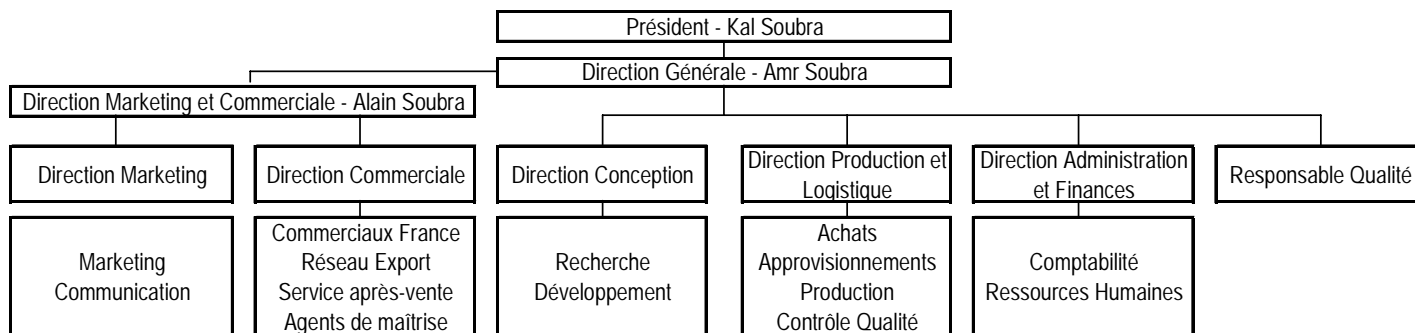 Président - Kal Soubra
Direction Générale - Amr Soubra
Direction Marketing et Commerciale - Alain Soubra
Direction Marketing
Direction Commerciale
Direction Conception
Direction Production et
Logistique
Direction Administration
et Finances
Responsable Qualité
Marketing
Communication
Commerciaux France
Réseau Export
Service après-vente
Agents de maîtrise
Recherche
Développement
Achats
Approvisionnements
Production
Contrôle Qualité
Comptabilité
Ressources Humaines